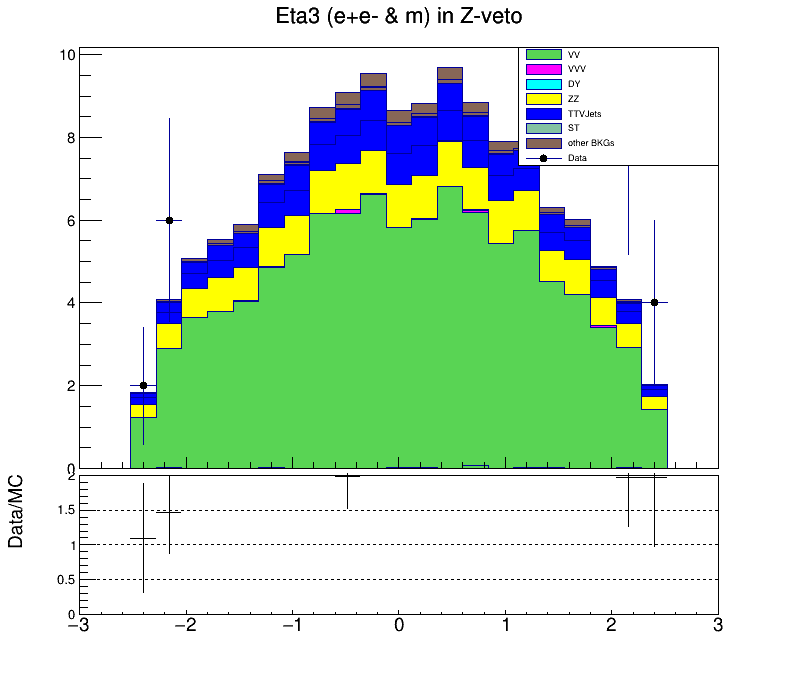 Eta3 (e+e- & m) in Z-veto
10
8
6
4
2
0
VV
VVV
DY
ZZ
TTVJets
ST
other BKGs
Data
Data/MC
2
1.5
1
0.5
0
−3 −2 −1 0 1 2 3